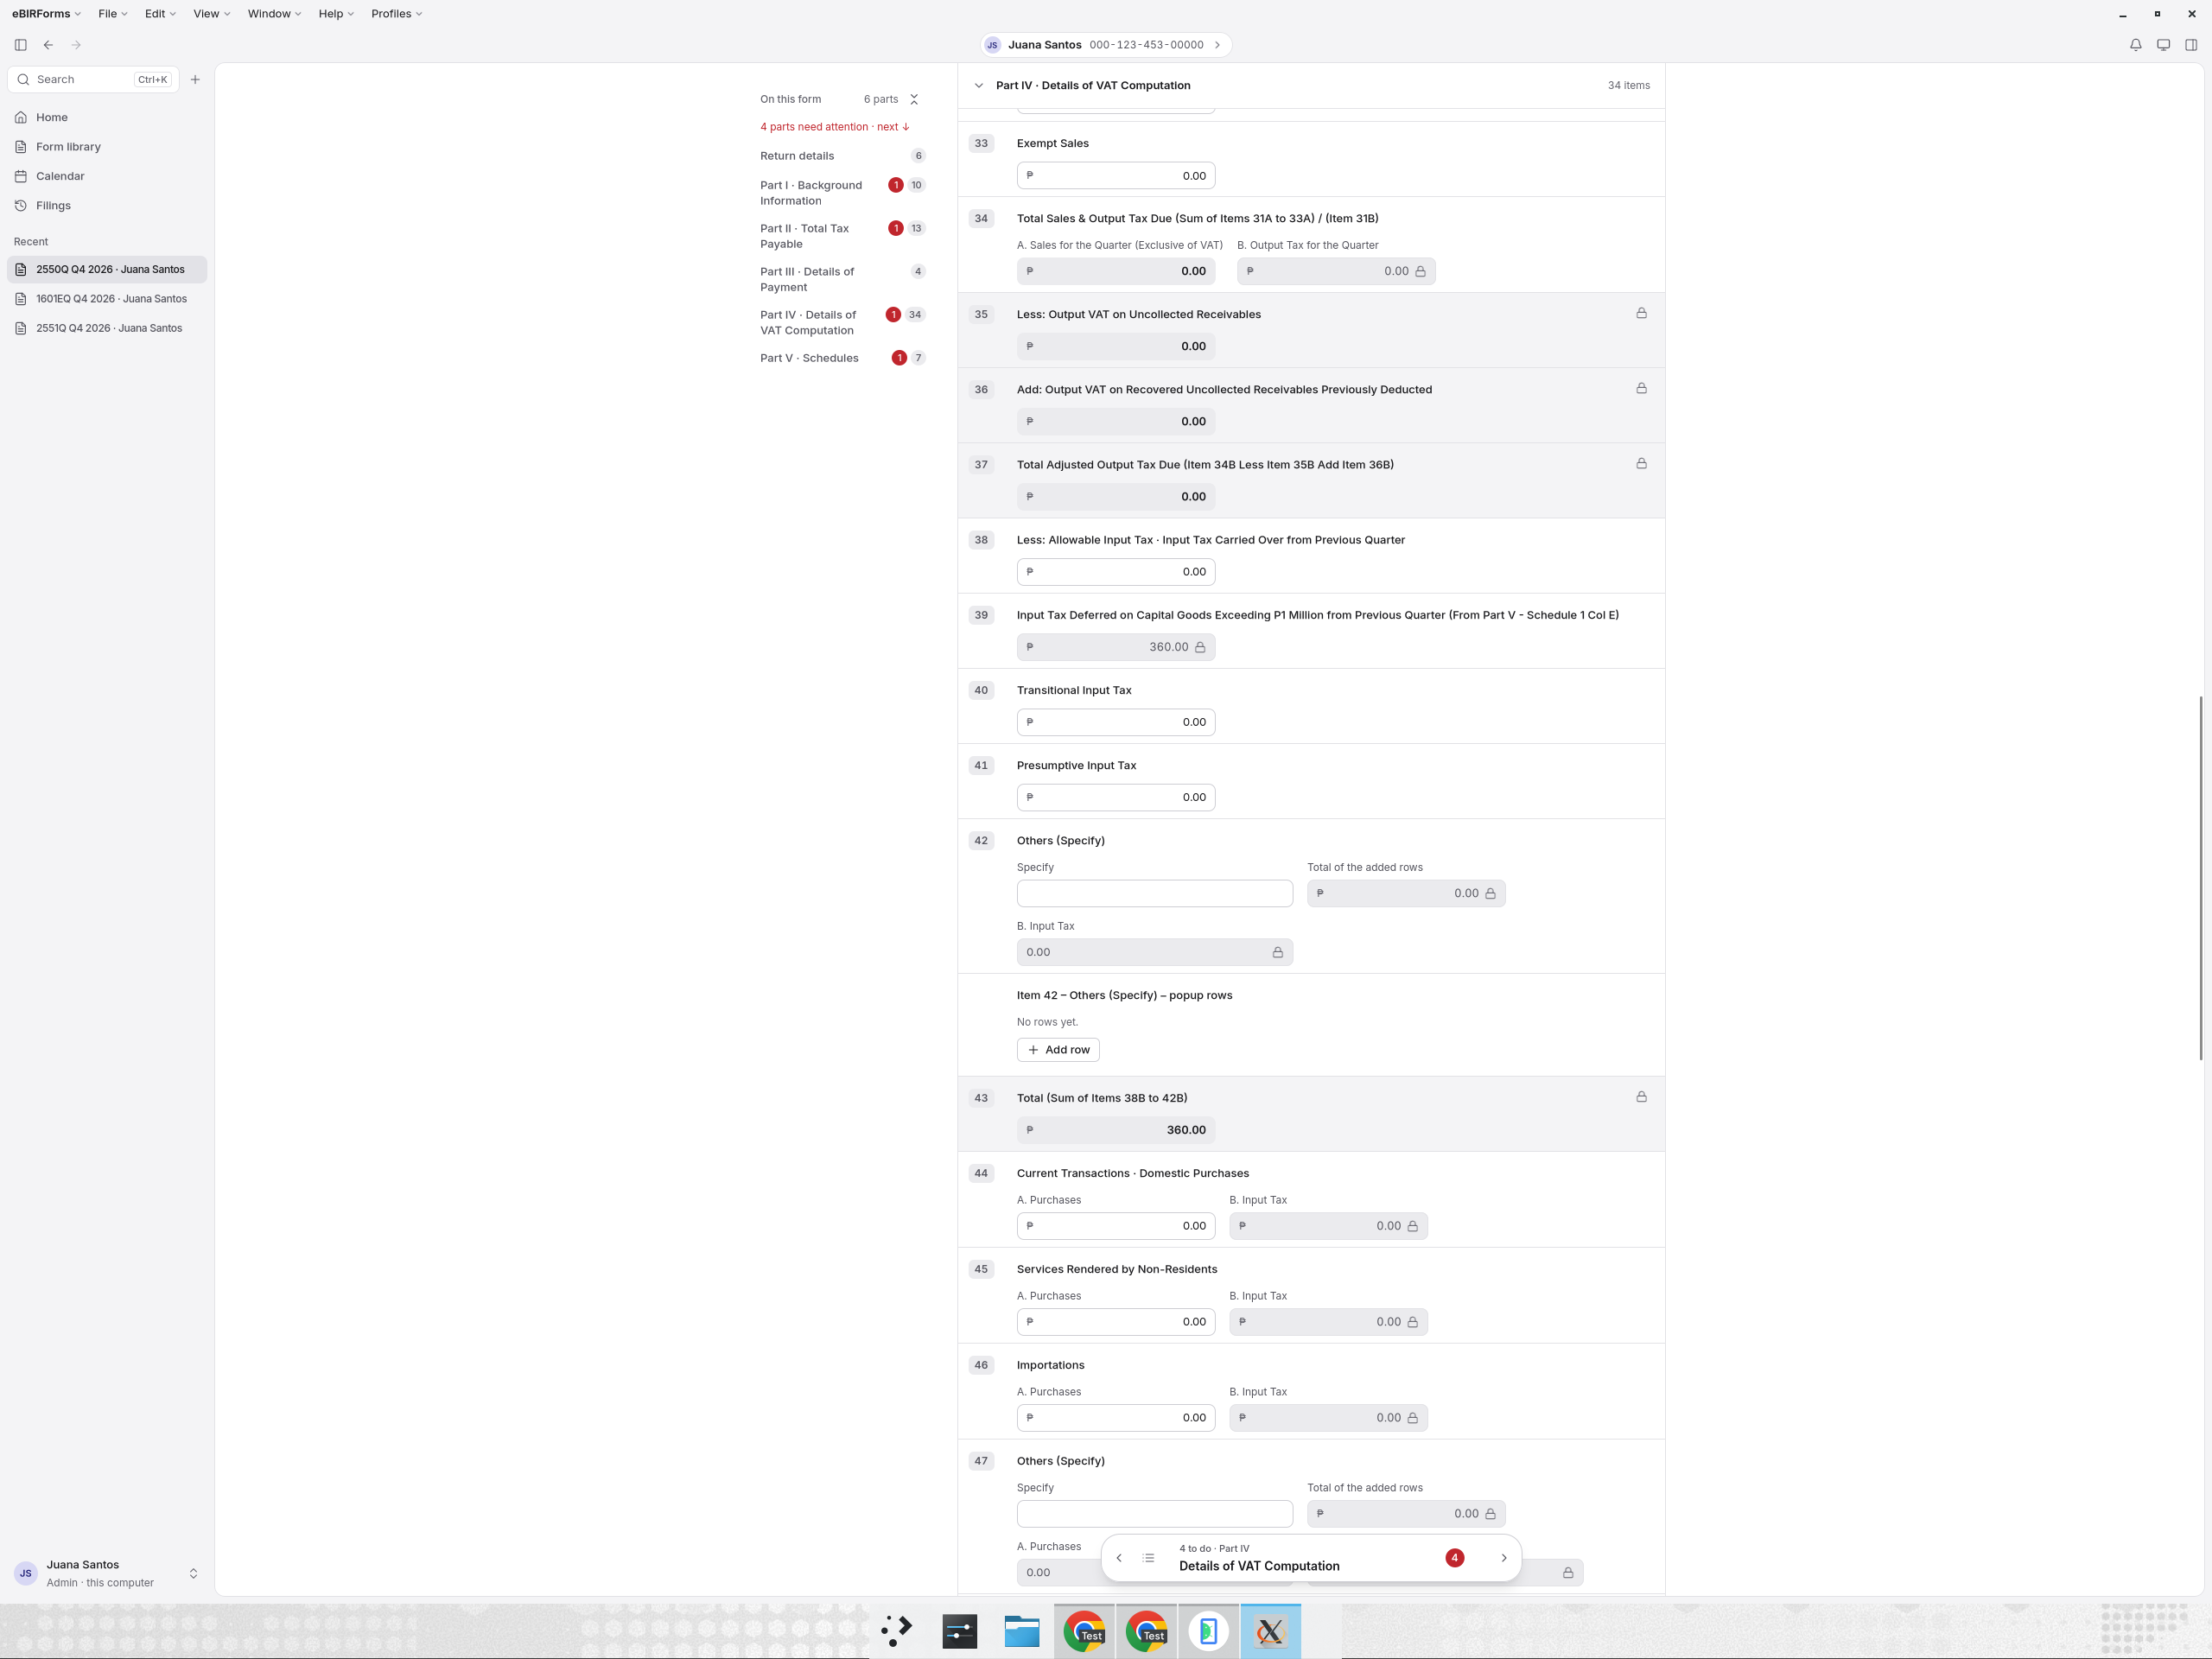 eBIRForms File Edit View Window Help Profiles
JS Juana Santos 000-123-453-00000
Search Ctrl+K
Home
Form library
Calendar
Filings
Recent
2550Q Q4 2026 · Juana Santos
1601EQ Q4 2026 · Juana Santos
2551Q Q4 2026 · Juana Santos
On this form 6 parts
4 parts need attention · next ↓
Return details 6
Part I · Background 1 10
Information
Part II · Total Tax 1 13
Payable
Part III · Details of 4
Payment
Part IV · Details of 1 34
VAT Computation
Part V · Schedules 1 7
Part IV · Details of VAT Computation 34 items
33 Exempt Sales
₱ 0.00
34 Total Sales & Output Tax Due (Sum of Items 31A to 33A) / (Item 31B)
A. Sales for the Quarter (Exclusive of VAT) B. Output Tax for the Quarter
₱ 0.00 ₱ 0.00
35 Less: Output VAT on Uncollected Receivables
₱ 0.00
36 Add: Output VAT on Recovered Uncollected Receivables Previously Deducted
₱ 0.00
37 Total Adjusted Output Tax Due (Item 34B Less Item 35B Add Item 36B)
₱ 0.00
38 Less: Allowable Input Tax · Input Tax Carried Over from Previous Quarter
₱ 0.00
39 Input Tax Deferred on Capital Goods Exceeding P1 Million from Previous Quarter (From Part V - Schedule 1 Col E)
₱ 360.00
40 Transitional Input Tax
₱ 0.00
41 Presumptive Input Tax
₱ 0.00
42 Others (Specify)
Specify Total of the added rows
₱ 0.00
B. Input Tax
0.00
Item 42 – Others (Specify) – popup rows
No rows yet.
+ Add row
43 Total (Sum of Items 38B to 42B)
₱ 360.00
44 Current Transactions · Domestic Purchases
A. Purchases B. Input Tax
₱ 0.00 ₱ 0.00
45 Services Rendered by Non-Residents
A. Purchases B. Input Tax
₱ 0.00 ₱ 0.00
46 Importations
A. Purchases B. Input Tax
₱ 0.00 ₱ 0.00
47 Others (Specify)
Specify Total of the added rows
₱ 0.00
A. Purchases
0.00
4 to do · Part IV
Details of VAT Computation 4
JS Juana Santos
Admin · this computer
Test Test